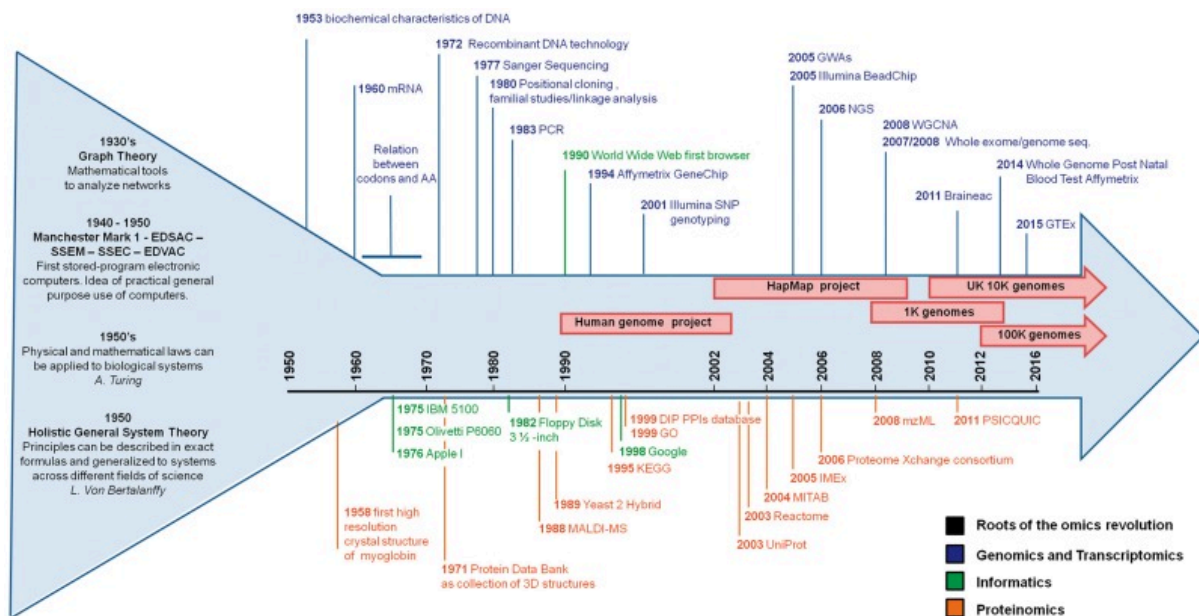 1953 biochemical characteristics of DNA
1972 Recombinant DNA technology
1977 Sanger Sequencing
1960 mRNA
1980 Positional cloning ,
familial studies/linkage analysis
Relation
between
codons and AA
1983 PCR
1990 World Wide Web first browser
1994 Affymetrix GeneChip
2001 Illumina SNP
genotyping
2005 GWAs
2005 Illumina BeadChip
2006 NGS
2008 WGCNA
2007/2008 Whole exome/genome seq.
2014 Whole Genome Post Natal
Blood Test Affymetrix
2011 Braineac
2015 GTEx
1930's
Graph Theory
Mathematical tools
to analyze networks
1940 - 1950
Manchester Mark 1 - EDSAC –
SSEM – SSEC – EDVAC
First stored-program electronic
computers. Idea of practical general
purpose use of computers.
1950's
Physical and mathematical laws can
be applied to biological systems
A. Turing
1950
Holistic General System Theory
Principles can be described in exact
formulas and generalized to systems
across different fields of science
L. Von Bertalanffy
HapMap project
UK 10K genomes
1K genomes
Human genome project
100K genomes
1950
1960
1970
1980
1990
2002
2004
2006
2008
2010
2012
2016
1975 IBM 5100
1975 Olivetti P6060
1976 Apple I
1982 Floppy Disk
3 ½ -inch
1999 DIP PPIs database
1999 GO
1998 Google
1995 KEGG
2008 mzML
2011 PSICQUIC
2006 Proteome Xchange consortium
2005 IMEx
2004 MITAB
2003 Reactome
2003 UniProt
1989 Yeast 2 Hybrid
1988 MALDI-MS
1958 first high
resolution
crystal structure
of myoglobin
1971 Protein Data Bank
as collection of 3D structures
Roots of the omics revolution
Genomics and Transcriptomics
Informatics
Proteinomics